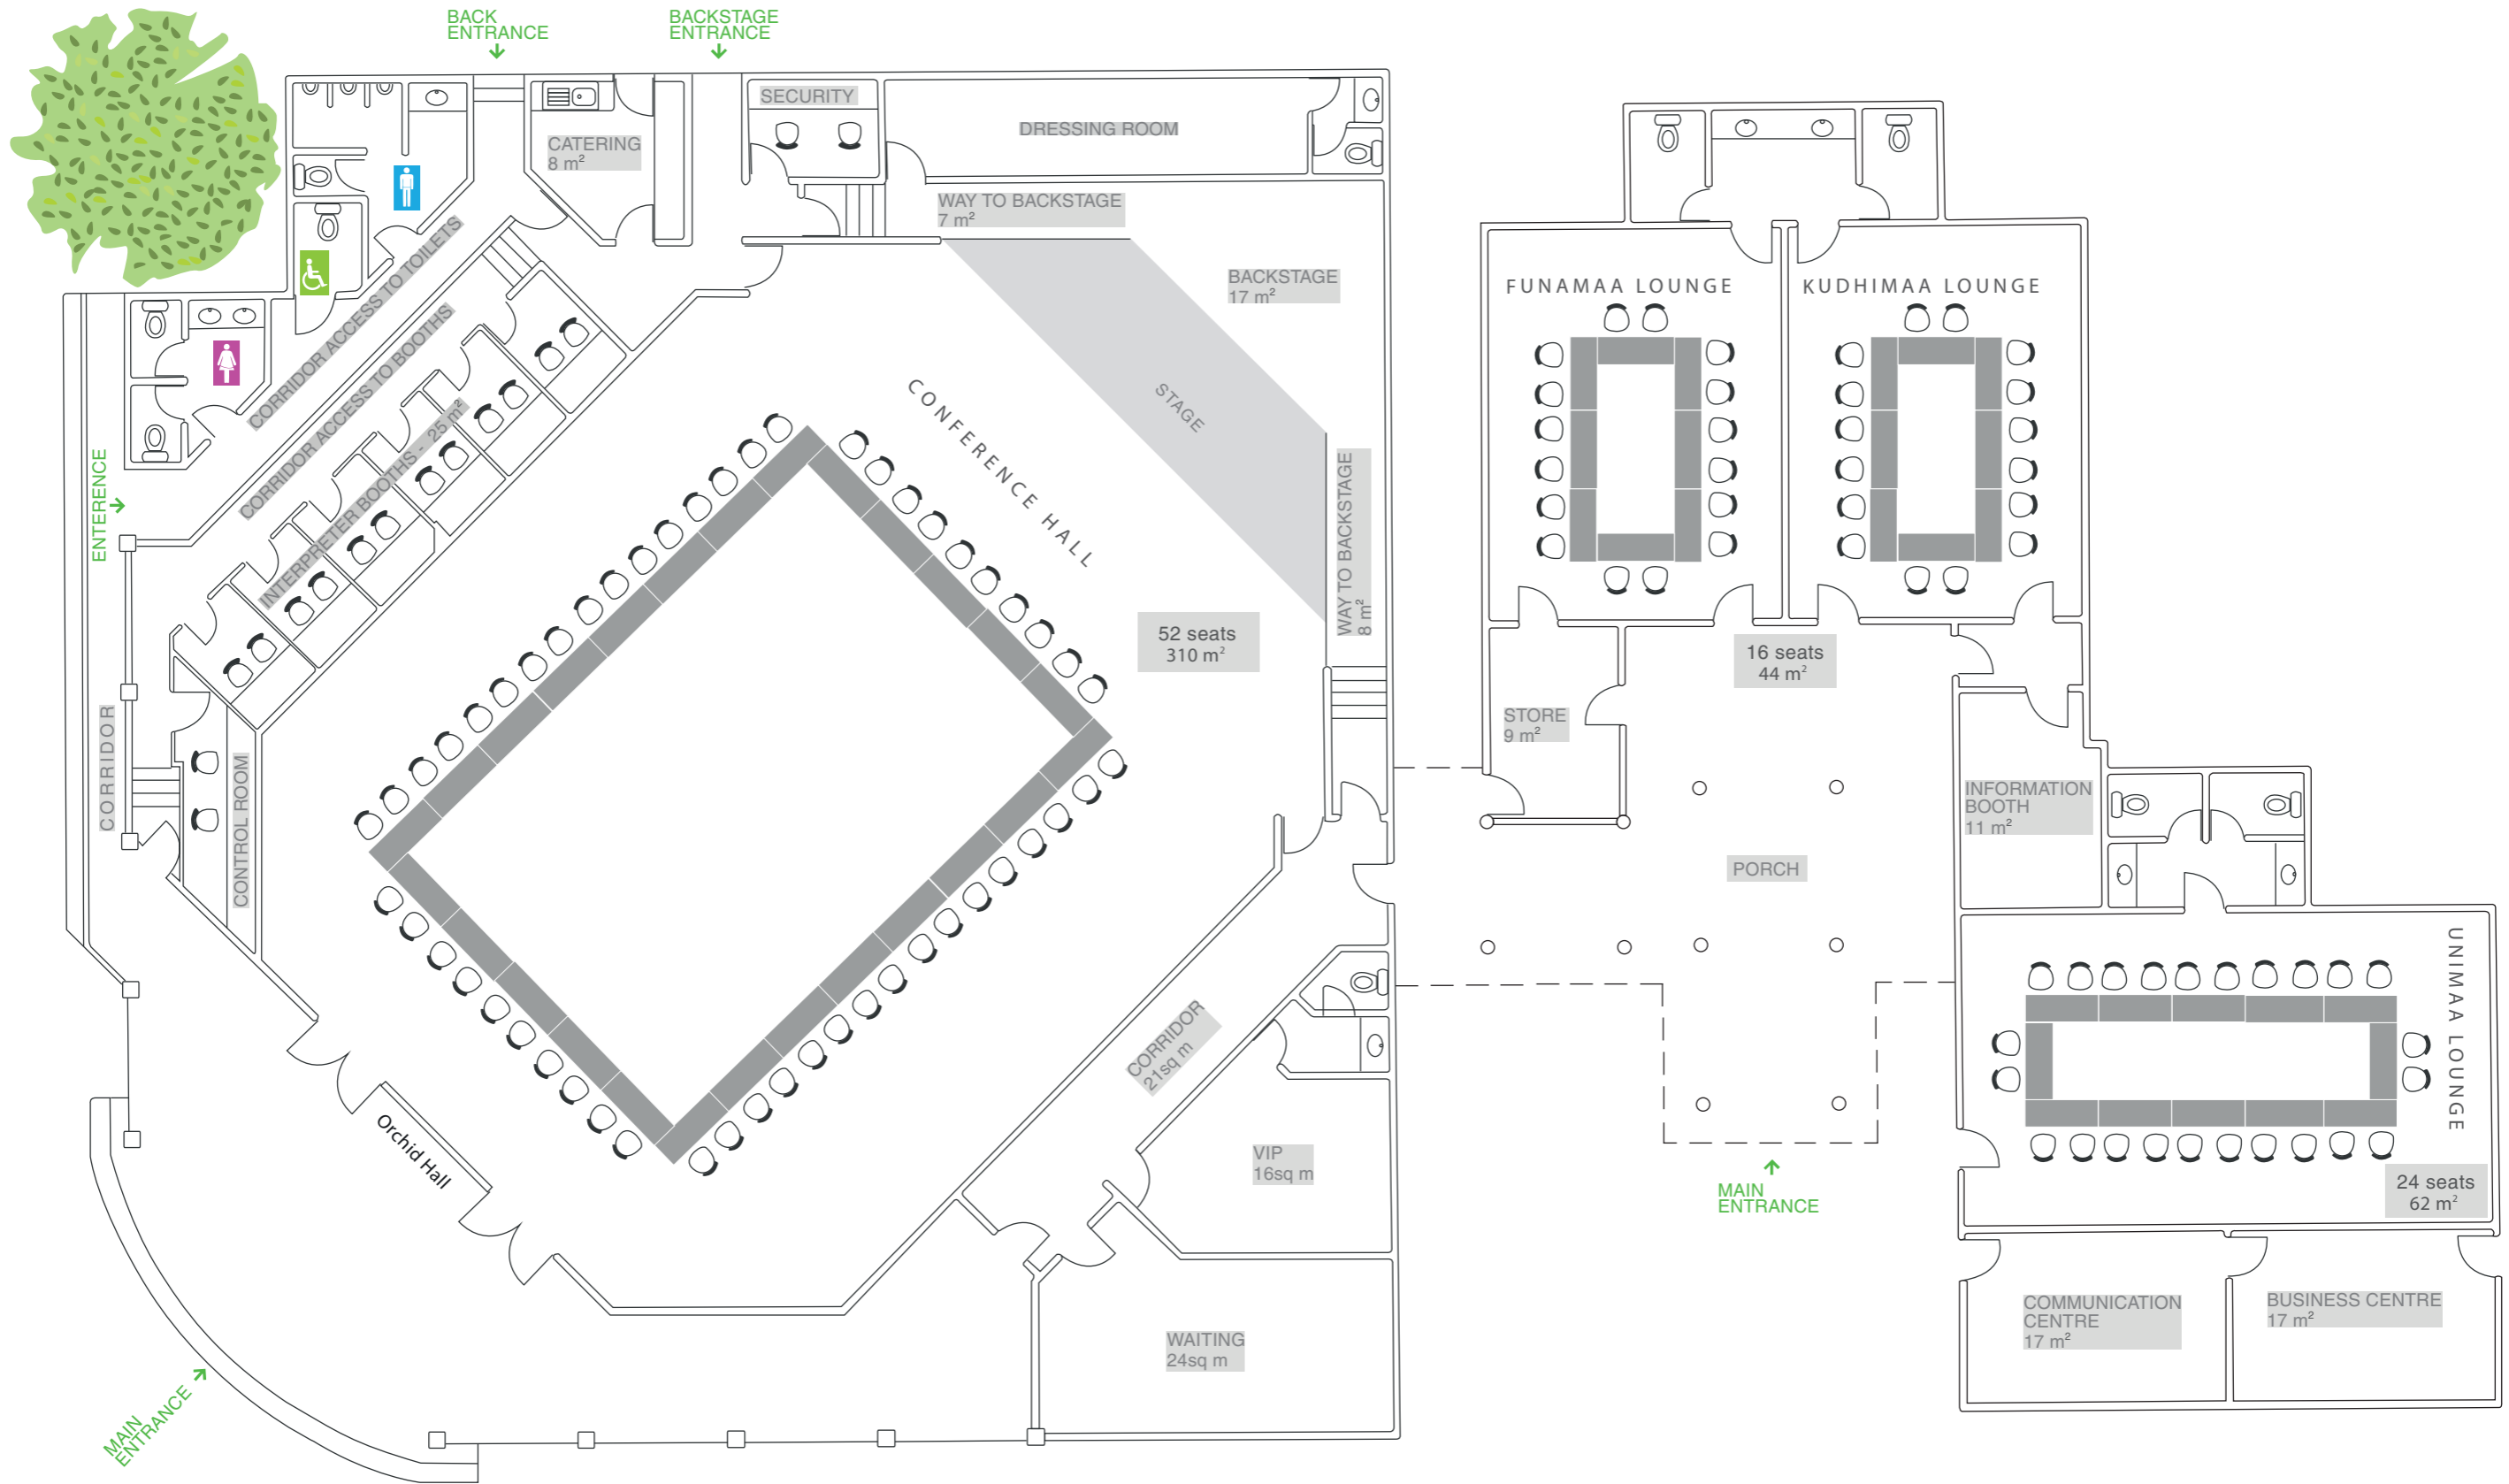 BACK
ENTRANCE
BACKSTAGE
ENTRANCE
SECURITY
CATERING
8 m²
DRESSING ROOM
WAY TO BACKSTAGE
7 m²
BACKSTAGE
17 m²
STAGE
WAY TO BACKSTAGE
8 m²
CORRIDOR ACCESS TO TOILETS
CORRIDOR ACCESS TO BOOTHS
INTERPRETER BOOTHS - 25 m²
ENTERENCE
CORRIDOR
CONTROL ROOM
CONFERENCE HALL
52 seats
310 m²
Orchid Hall
CORRIDOR
21sq m
VIP
16sq m
WAITING
24sq m
MAIN
ENTRANCE
FUNAMAA LOUNGE
KUDHIMAA LOUNGE
16 seats
44 m²
STORE
9 m²
PORCH
INFORMATION
BOOTH
11 m²
MAIN
ENTRANCE
UNIMAA LOUNGE
24 seats
62 m²
COMMUNICATION
CENTRE
17 m²
BUSINESS CENTRE
17 m²